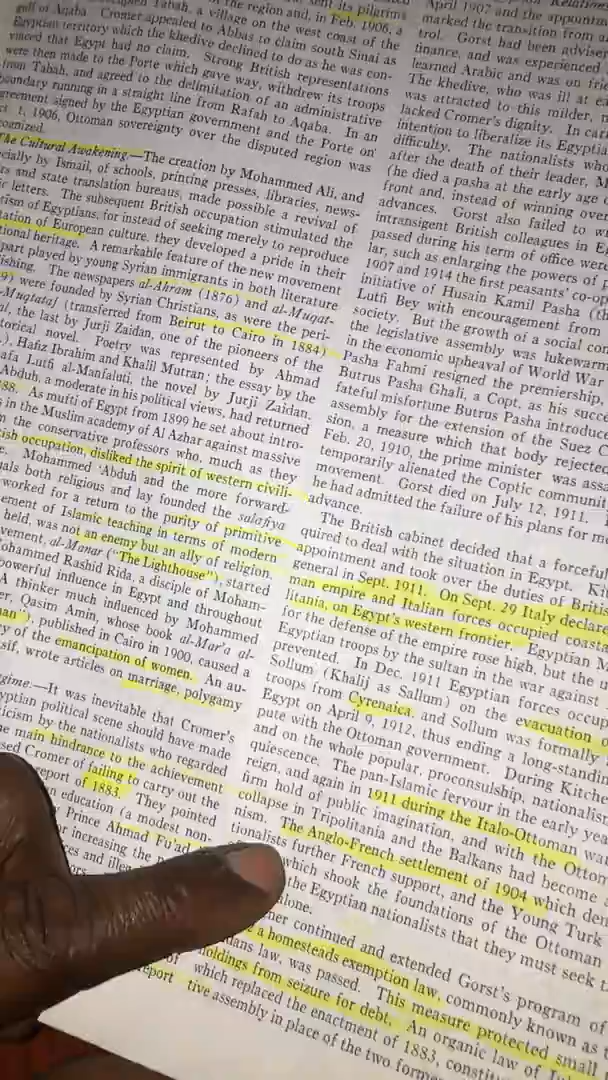 sent its pilgrims
Tabah, a village on the west coast of the
gulf of Aqaba. Cromer appealed to Abbas to claim south Sinai as
Egyptian territory which the khedive declined to do as he was con-
vinced that Egypt had no claim. Strong British representations
were then made to the Porte which gave way, withdrew its troops
from Tabah, and agreed to the delimitation of an administrative
boundary running in a straight line from Rafah to Aqaba. In an
agreement signed by the Egyptian government and the Porte on
1, 1906, Ottoman sovereignty over the disputed region was
The Cultural Awakening.—The creation by Mohammed Ali, and
by Ismail, of schools, printing presses, libraries, news-
and state translation bureaus, made possible a revival of
letters. The subsequent British occupation stimulated the
of Egyptians, for instead of seeking merely to reproduce
of European culture, they developed a pride in their
heritage. A remarkable feature of the new movement
part played by young Syrian immigrants in both literature
The newspapers al-Ahram (1876) and al-Muqat-
were founded by Syrian Christians, as were the peri-
(transferred from Beirut to Cairo in 1884)
the last by Jurji Zaidan, one of the pioneers of the
novel. Poetry was represented by Ahmad
Hafiz Ibrahim and Khalil Mutran; the essay by the
Lutfi al-Manfaluti, the novel by Jurji Zaidan.
Abduh, a moderate in his political views, had returned
As mufti of Egypt from 1899 he set about intro-
in the Muslim academy of Al Azhar against massive
the conservative professors who, much as they
occupation, disliked the spirit of western civili-
Mohammed 'Abduh and the more forward-
both religious and lay founded the salafiya
worked for a return to the purity of primitive
of Islamic teaching in terms of modern
held, was not an enemy but an ally of religion.
al-Manar ("The Lighthouse"), started
Mohammed Rashid Rida, a disciple of Moham-
powerful influence in Egypt and throughout
A thinker much influenced by Mohammed
Qasim Amin, whose book al-Mar'a al-
published in Cairo in 1900, caused a
of the emancipation of women. An au-
wrote articles on marriage, polygamy
It was inevitable that Cromer's
political scene should have made
by the nationalists who regarded
main hindrance to the achievement
Cromer of failing to carry out the
report of 1883. They pointed
education (a modest non-
Prince Ahmad Fu'ad
increasing the
April 1907 and the
marked the transition from
trol. Gorst had been
finance, and was experienced
learned Arabic and was on
The khedive, who was ill at
was attracted to this milder,
lacked Cromer's dignity. In
intention to liberalize its
difficulty. The nationalists
after the death of their leader,
(he died a pasha at the early age
front and, instead of winning
advances. Gorst also failed to
intransigent British colleagues in
passed during his term of office were
lar, such as enlarging the powers of
1907 and 1914 the first peasants'
initiative of Husain Kamil Pasha
Lutfi Bey with encouragement from
society. But the growth of a social
the legislative assembly was lukewarm
in the economic upheaval of World War
Pasha Fahmi resigned the premiership,
Butrus Pasha Ghali, a Copt, as his
fateful misfortune Butrus Pasha
assembly for the extension of the Suez
sion, a measure which that body rejected
Feb. 20, 1910, the prime minister was
temporarily alienated the Coptic
movement. Gorst died on July 12, 1911.
he had admitted the failure of his plans for
advance.
The British cabinet decided that a forceful
quired to deal with the situation in Egypt.
appointment and took over the duties of
general in Sept. 1911. On Sept. 29 Italy
man empire and Italian forces occupied
litania, on Egypt's western frontier. Egyptian
for the defense of the empire rose high, but the
Egyptian troops by the sultan in the war against
prevented. In Dec. 1911 Egyptian forces
Sollum (Khalij as Sallum) on the evacuation
troops from Cyrenaica, and Sollum was formally
Egypt on April 9, 1912, thus ending a long-standing
pute with the Ottoman government. During
and on the whole popular, proconsulship, nationalist
quiescence. The pan-Islamic fervour in the early
reign, and again in 1911 during the Italo-Ottoman war
firm hold of public imagination, and with the
collapse in Tripolitania and the Balkans had become
nism. The Anglo-French settlement of 1904 which
tionalists further French support, and the Young Turk
which shook the foundations of the Ottoman
the Egyptian nationalists that they must seek
alone.
continued and extended Gorst's program of
a homesteads exemption law, commonly known as
law, was passed. This measure protected small
holdings from seizure for debt. An organic law of
which replaced the enactment of 1883,
tive assembly in place of the two
report